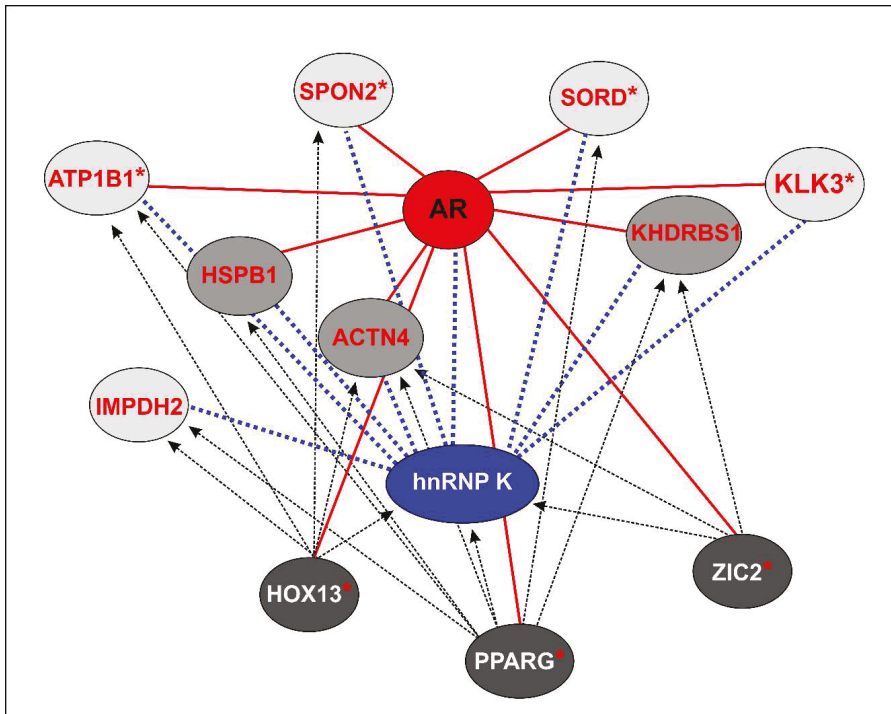 SPON2*
SORD*
ATP1B1*
KLK3*
AR
KHDRBS1
HSPB1
ACTN4
IMPDH2
hnRNP K
ZIC2*
HOX13*
PPARG*